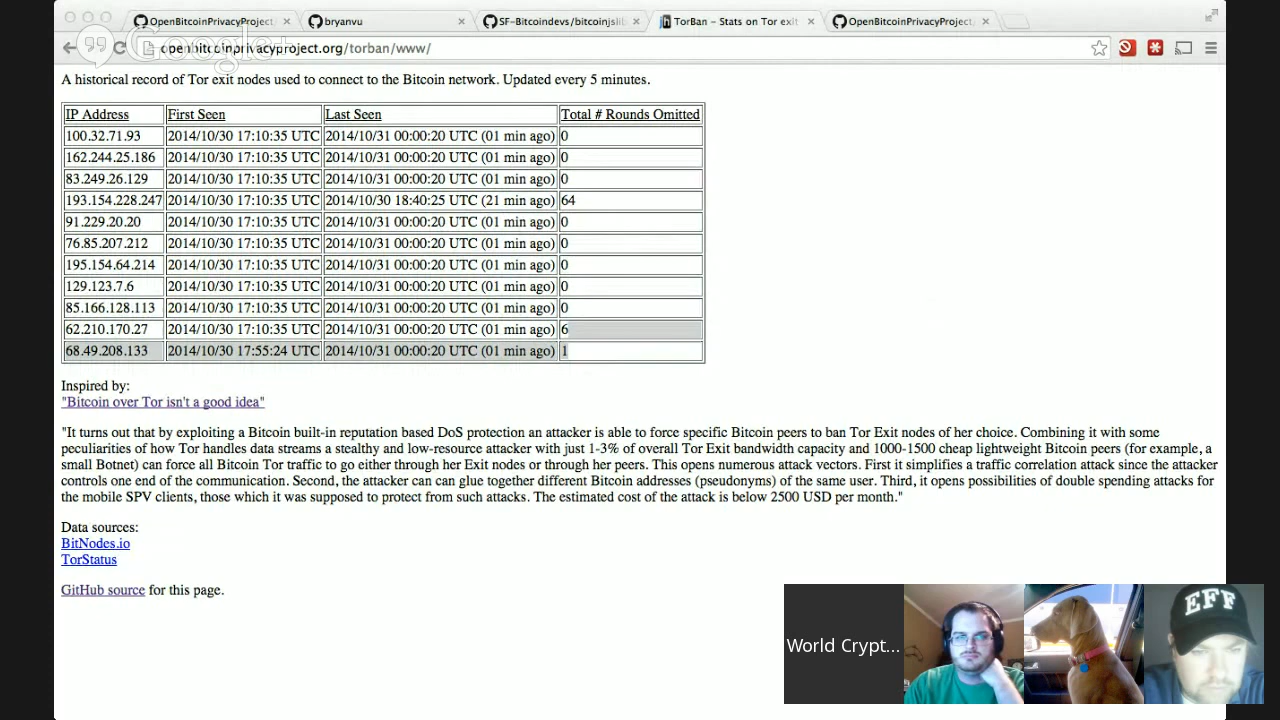 OpenBitcoinPrivacyProject bryanvu SF-Bitcoindevs/bitcoinjslib TorBan - Stats on Tor exit OpenBitcoinPrivacyProject
Google+
openbitcoinprivacyproject.org/torban/www/
A historical record of Tor exit nodes used to connect to the Bitcoin network. Updated every 5 minutes.
IP Address First Seen Last Seen Total # Rounds Omitted
100.32.71.93 2014/10/30 17:10:35 UTC 2014/10/31 00:00:20 UTC (01 min ago) 0
162.244.25.186 2014/10/30 17:10:35 UTC 2014/10/31 00:00:20 UTC (01 min ago) 0
83.249.26.129 2014/10/30 17:10:35 UTC 2014/10/31 00:00:20 UTC (01 min ago) 0
193.154.228.247 2014/10/30 17:10:35 UTC 2014/10/30 18:40:25 UTC (21 min ago) 64
91.229.20.20 2014/10/30 17:10:35 UTC 2014/10/31 00:00:20 UTC (01 min ago) 0
76.85.207.212 2014/10/30 17:10:35 UTC 2014/10/31 00:00:20 UTC (01 min ago) 0
195.154.64.214 2014/10/30 17:10:35 UTC 2014/10/31 00:00:20 UTC (01 min ago) 0
129.123.7.6 2014/10/30 17:10:35 UTC 2014/10/31 00:00:20 UTC (01 min ago) 0
85.166.128.113 2014/10/30 17:10:35 UTC 2014/10/31 00:00:20 UTC (01 min ago) 0
62.210.170.27 2014/10/30 17:10:35 UTC 2014/10/31 00:00:20 UTC (01 min ago) 6
68.49.208.133 2014/10/30 17:55:24 UTC 2014/10/31 00:00:20 UTC (01 min ago) 1
Inspired by:
"Bitcoin over Tor isn't a good idea"
"It turns out that by exploiting a Bitcoin built-in reputation based DoS protection an attacker is able to force specific Bitcoin peers to ban Tor Exit nodes of her choice. Combining it with some
peculiarities of how Tor handles data streams a stealthy and low-resource attacker with just 1-3% of overall Tor Exit bandwidth capacity and 1000-1500 cheap lightweight Bitcoin peers (for example, a
small Botnet) can force all Bitcoin Tor traffic to go either through her Exit nodes or through her peers. This opens numerous attack vectors. First it simplifies a traffic correlation attack since the attacker
controls one end of the communication. Second, the attacker can can glue together different Bitcoin addresses (pseudonyms) of the same user. Third, it opens possibilities of double spending attacks for
the mobile SPV clients, those which it was supposed to protect from such attacks. The estimated cost of the attack is below 2500 USD per month."
Data sources:
BitNodes.io
TorStatus
GitHub source for this page.
World Crypt...
EFF